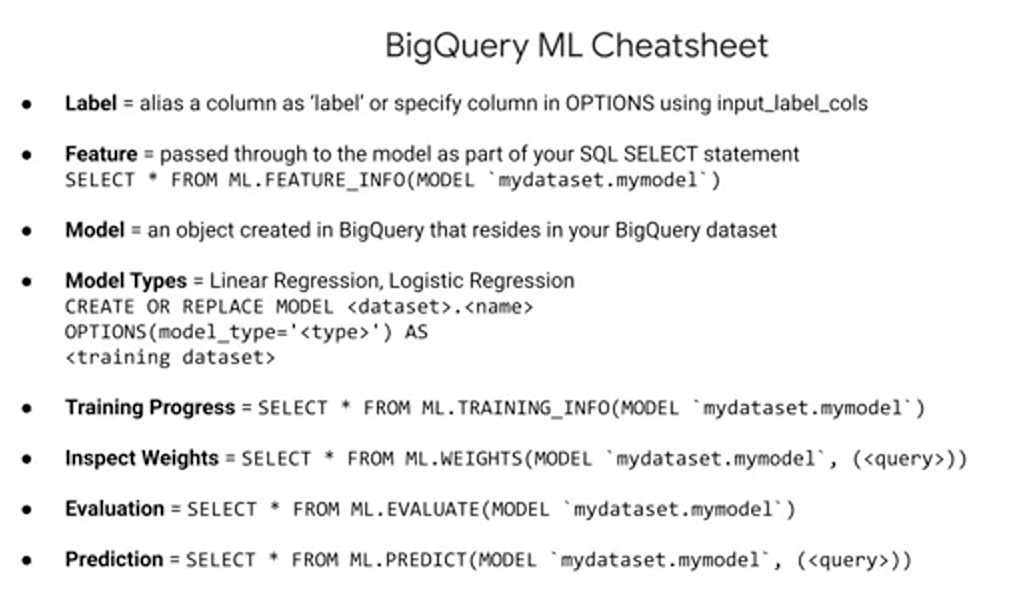 BigQuery ML Cheatsheet
● Label = alias a column as 'label' or specify column in OPTIONS using input_label_cols
● Feature = passed through to the model as part of your SQL SELECT statement
SELECT * FROM ML.FEATURE_INFO(MODEL `mydataset.mymodel`)
● Model = an object created in BigQuery that resides in your BigQuery dataset
● Model Types = Linear Regression, Logistic Regression
CREATE OR REPLACE MODEL <dataset>.<name>
OPTIONS(model_type='<type>') AS
<training dataset>
● Training Progress = SELECT * FROM ML.TRAINING_INFO(MODEL `mydataset.mymodel`)
● Inspect Weights = SELECT * FROM ML.WEIGHTS(MODEL `mydataset.mymodel`, (<query>))
● Evaluation = SELECT * FROM ML.EVALUATE(MODEL `mydataset.mymodel`)
● Prediction = SELECT * FROM ML.PREDICT(MODEL `mydataset.mymodel`, (<query>))